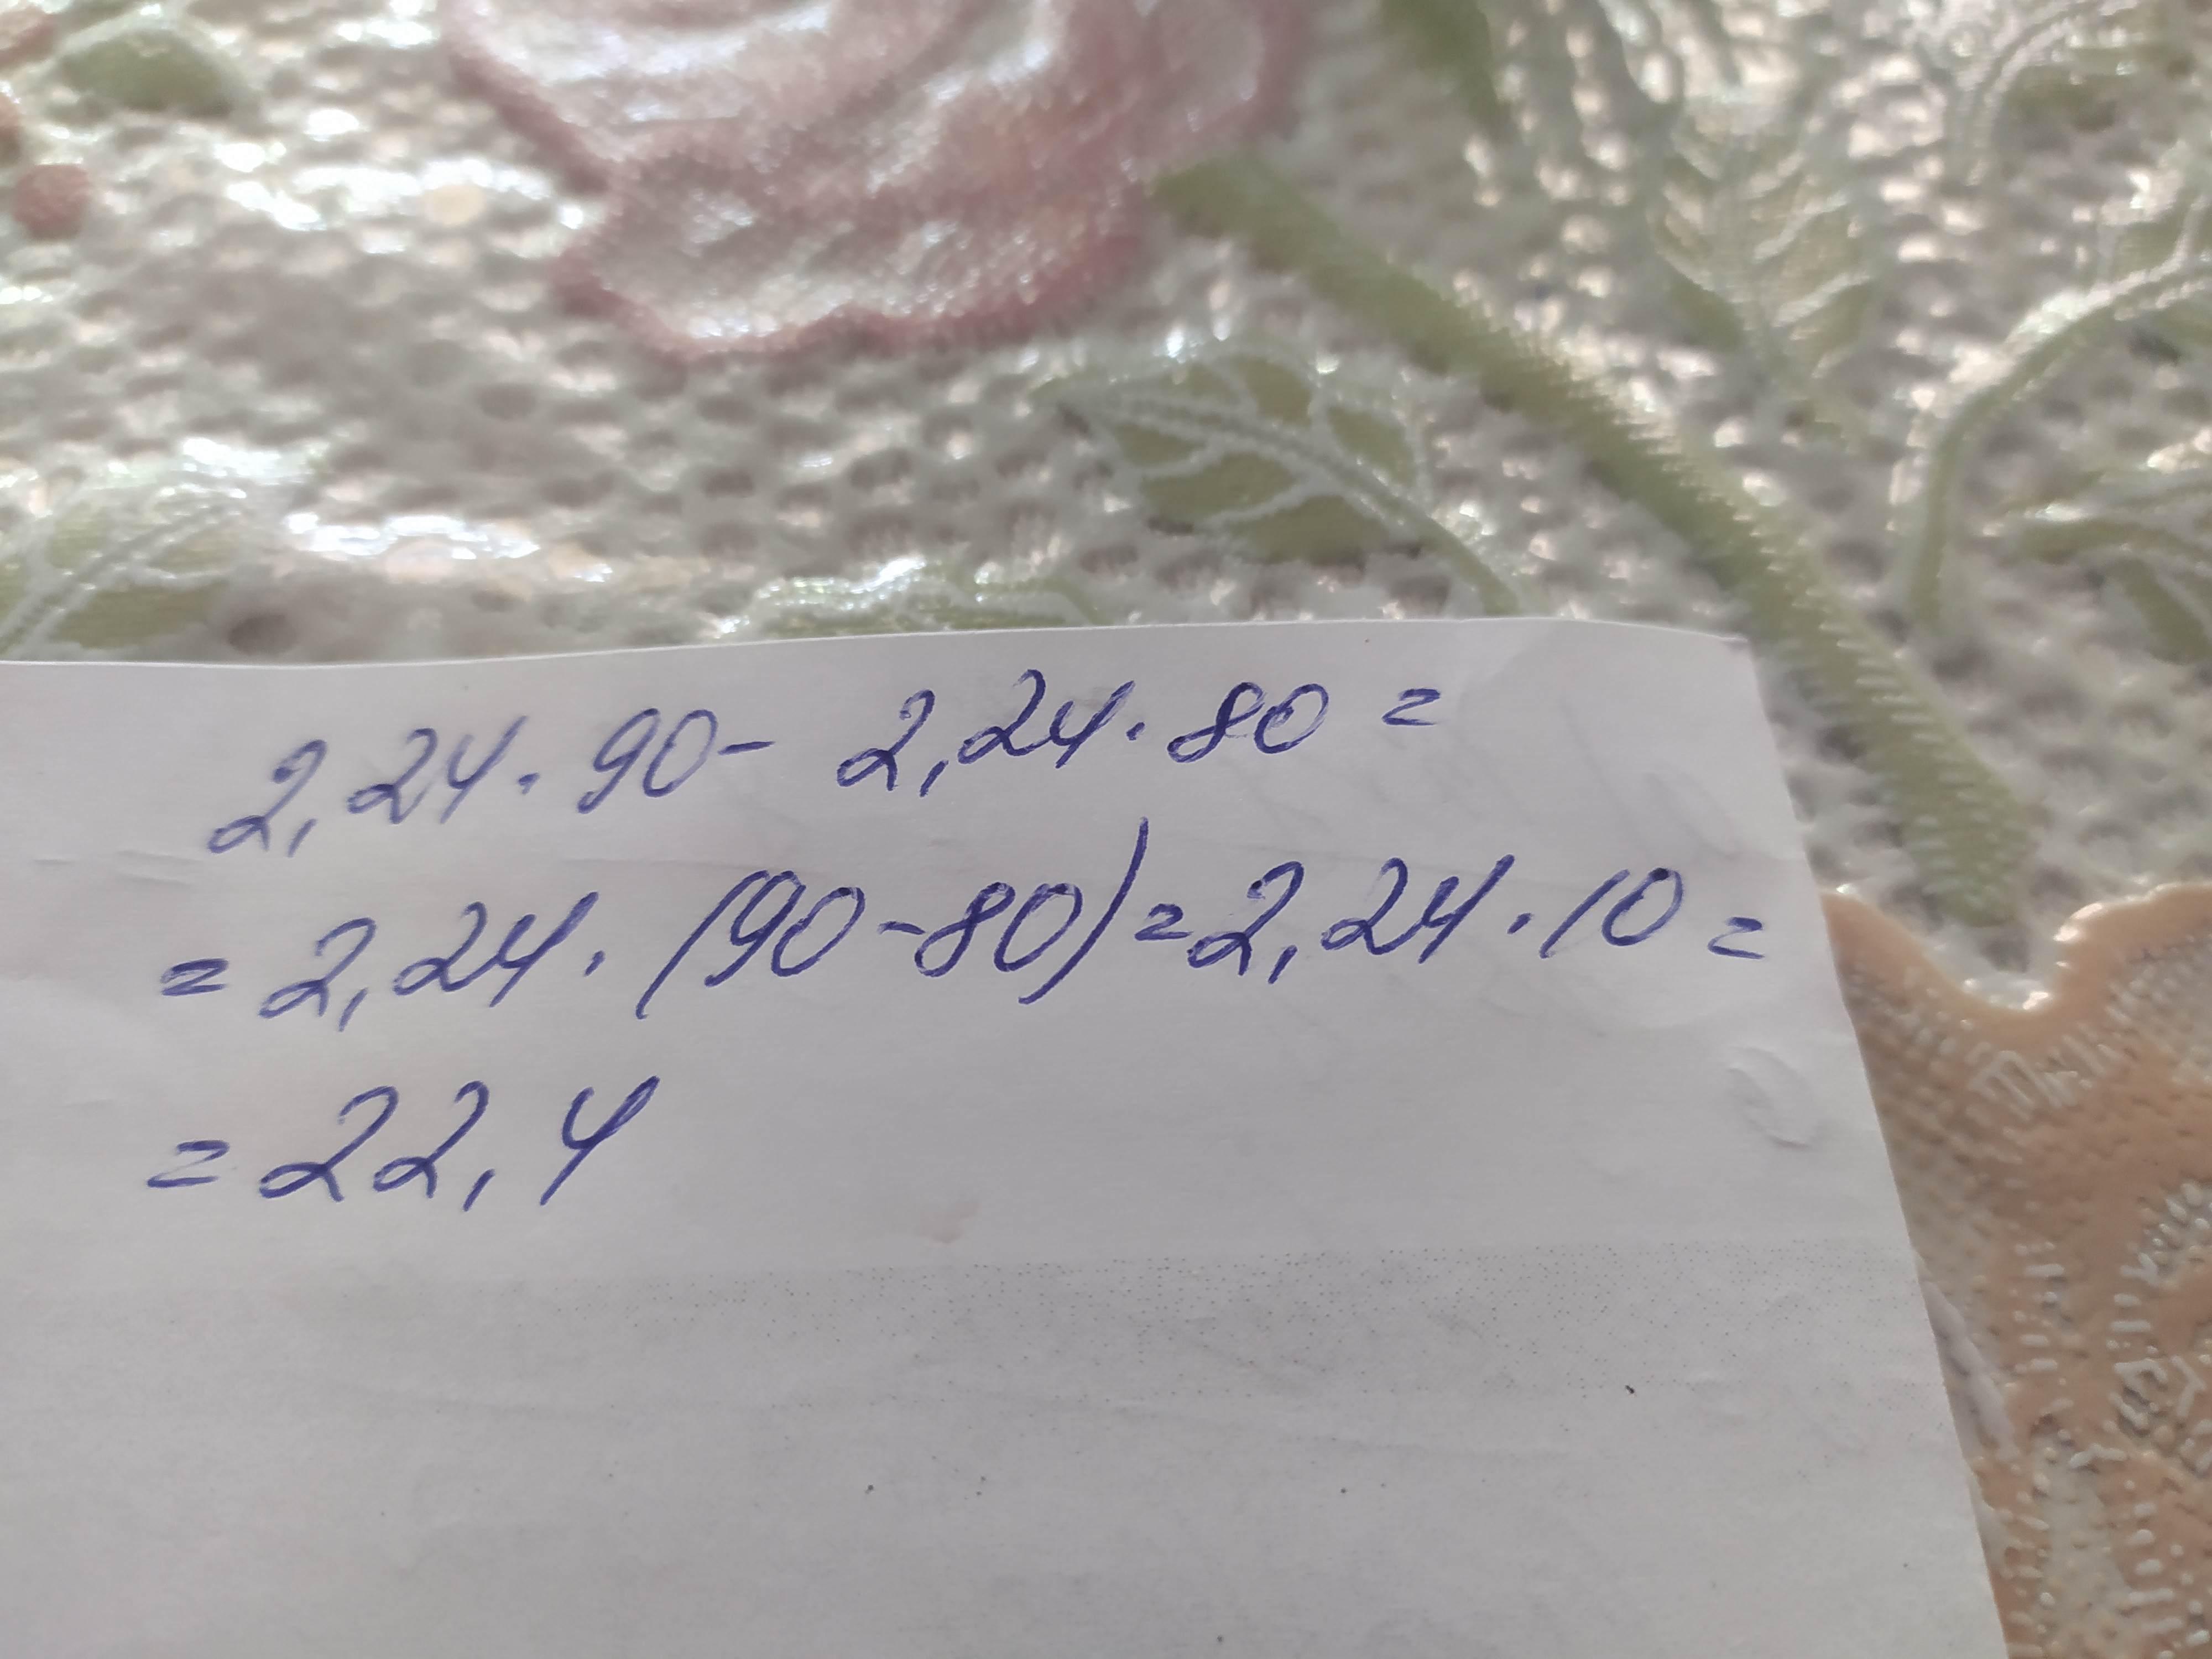 2,24 · 90 - 2,24 · 80 =
= 2,24 · (90 - 80) = 2,24 · 10 =
= 22,4